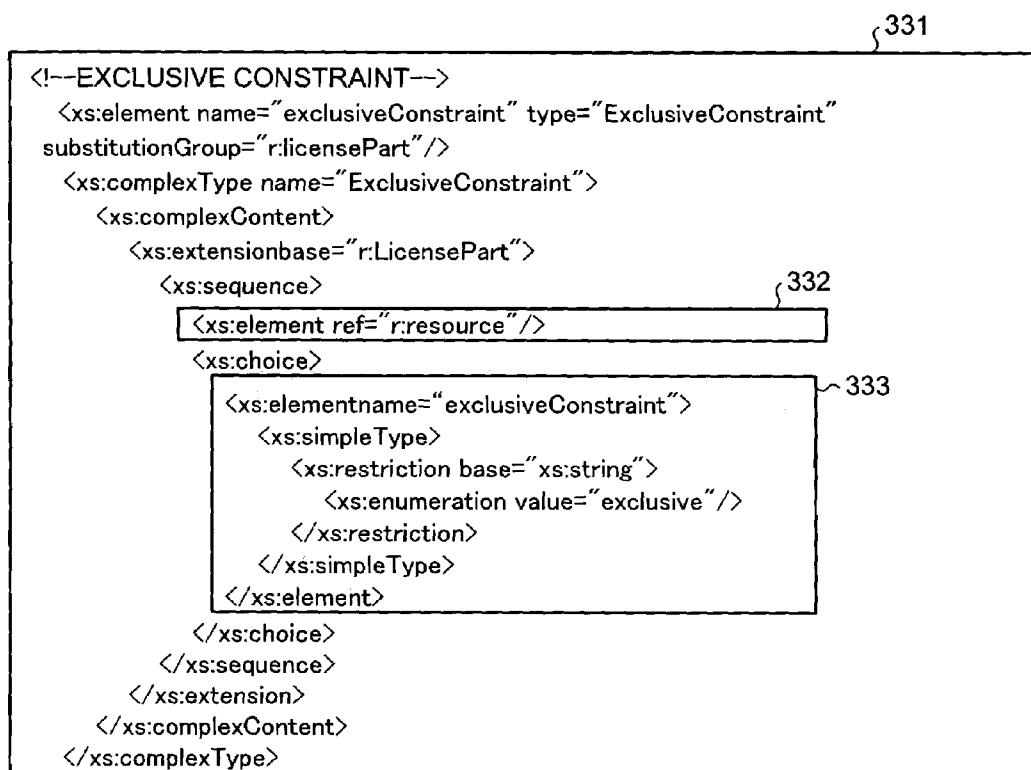 331
<!--EXCLUSIVE CONSTRAINT-->
<xs:element name="exclusiveConstraint" type="ExclusiveConstraint"
substitutionGroup="r:licensePart"/>
<xs:complexType name="ExclusiveConstraint">
<xs:complexContent>
<xs:extensionbase="r:LicensePart">
<xs:sequence>
332
<xs:element ref="r:resource"/>
<xs:choice>
333
<xs:elementname="exclusiveConstraint">
<xs:simpleType>
<xs:restriction base="xs:string">
<xs:enumeration value="exclusive"/>
</xs:restriction>
</xs:simpleType>
</xs:element>
</xs:choice>
</xs:sequence>
</xs:extension>
</xs:complexContent>
</xs:complexType>